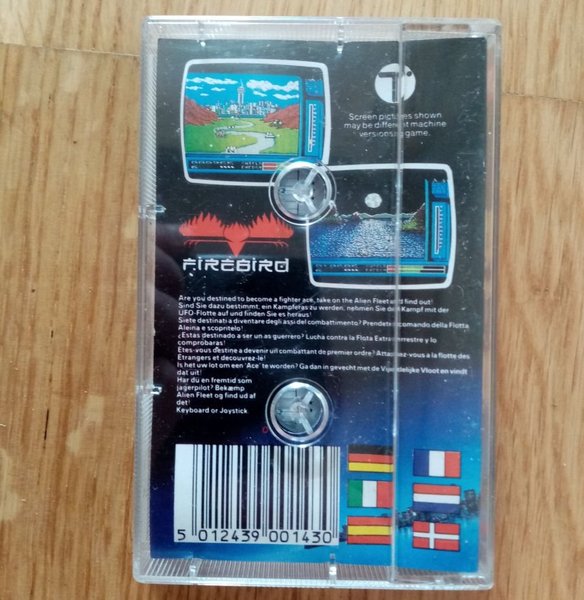 Screen pictures shown
may be different machine
versions of game.
FIREBIRD
Are you destined to become a fighter ace, take on the Alien Fleet and find out!
Sind Sie dazu bestimmt, ein Kampferas zu werden, nehmen Sie den Kampf mit der
UFO-Flotte auf und finden Sie es heraus!
Siete destinati a diventare degli assi del combattimento? Prendete il comando della Flotta
Aleina e scopritelo!
¿Estás destinado a ser un as guerrero? Lucha contra la Flota Extraterrestre y lo
comprobaras!
Etes-vous destine a devenir un combattant de premier ordre? Attaquez-vous a la flotte des
Étrangers et decouvrez-le!
Is het uw lot om een 'Ace' te worden? Ga dan in gevecht met de Vijandelijke Vloot en vindt
dat uit!
Har du en fremtid som
jagerpilot? Bekæmp
Alien Fleet og find ud af
det!
Keyboard or Joystick
5 012439 001430